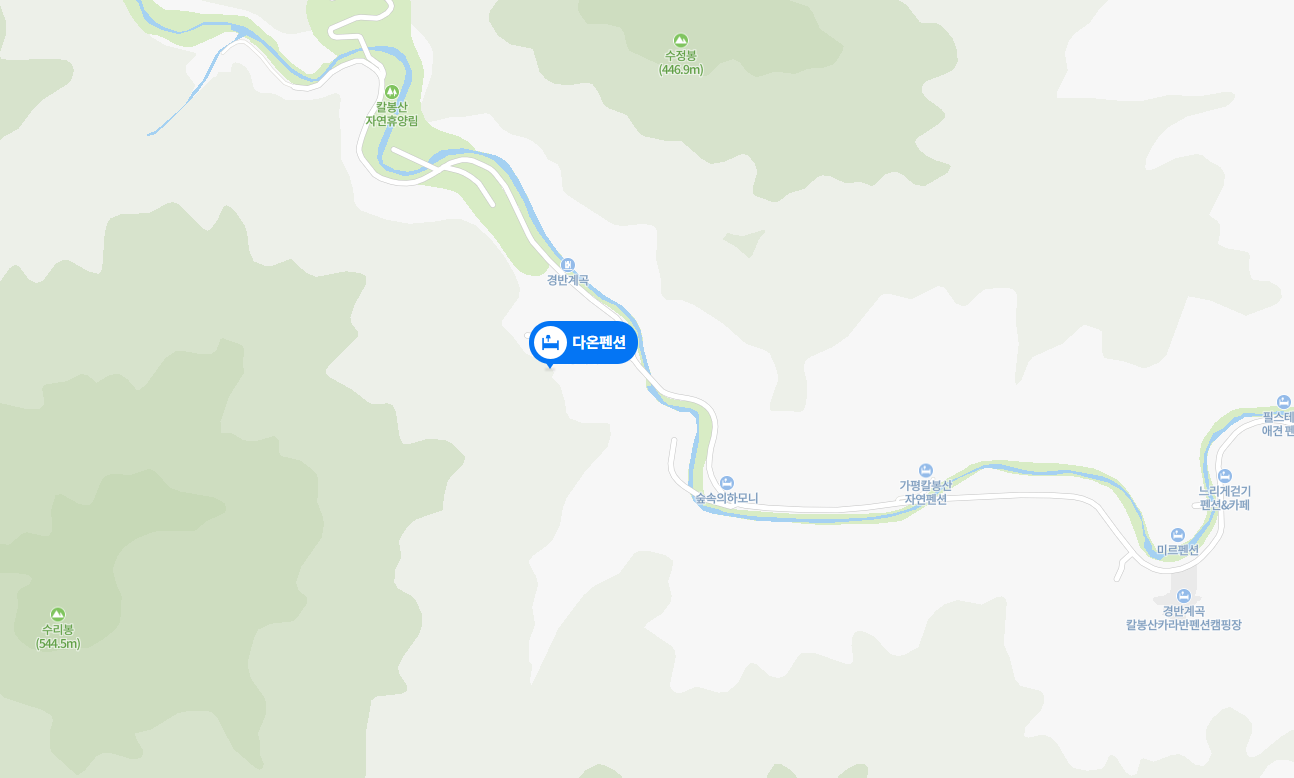 수정봉
(446.9m)
칼봉산
자연휴양림
경반계곡
다온펜션
필스테
애견 펜
가평칼봉산
자연펜션
느리게걷기
펜션&카페
숲속의하모니
미르펜션
경반계곡
칼봉산카라반펜션캠핑장
수리봉
(544.5m)